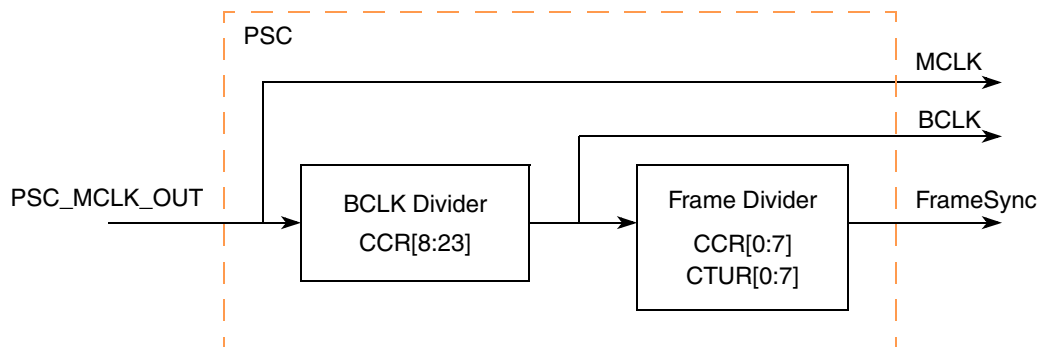 PSC
MCLK
BCLK
PSC_MCLK_OUT
BCLK Divider
CCR[8:23]
Frame Divider
CCR[0:7]
CTUR[0:7]
FrameSync